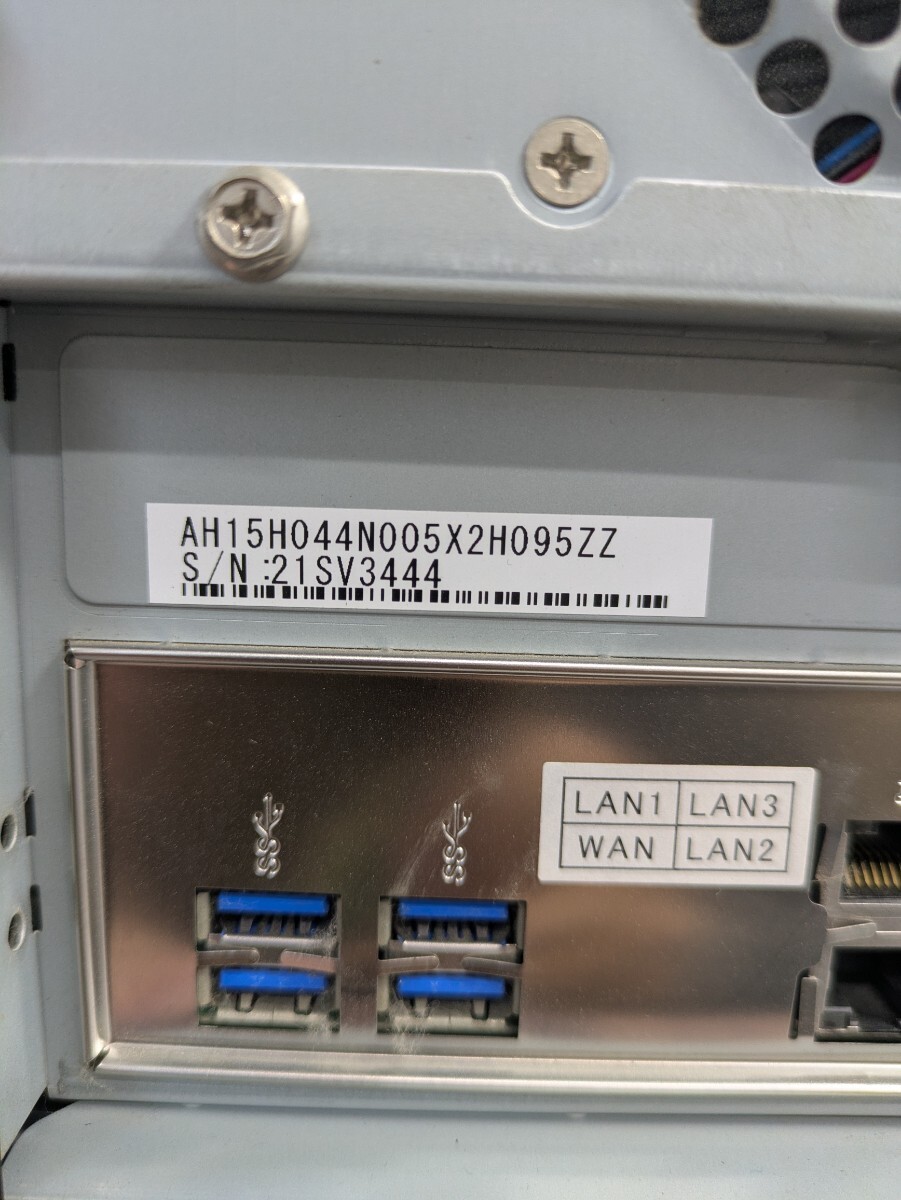 AH15H044N005X2H095ZZ
S/N:21SV3444
LAN1 LAN3
WAN LAN2